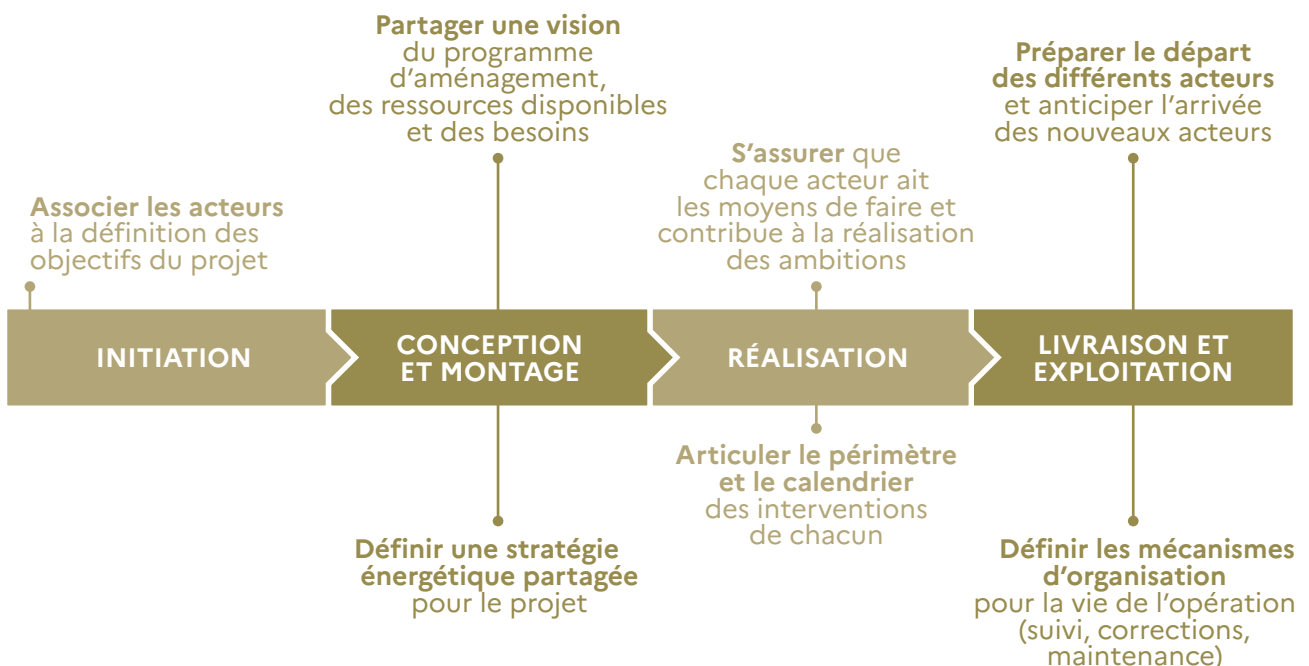 Partager une vision
du programme
d’aménagement,
des ressources disponibles
et des besoins
Préparer le départ
des différents acteurs
et anticiper l’arrivée
des nouveaux acteurs
S’assurer que
chaque acteur ait
les moyens de faire et
contribue à la réalisation
des ambitions
Associer les acteurs
à la définition des
objectifs du projet
INITIATION
CONCEPTION
ET MONTAGE
RÉALISATION
LIVRAISON ET
EXPLOITATION
Articuler le périmètre
et le calendrier
des interventions
de chacun
Définir une stratégie
énergétique partagée
pour le projet
Définir les mécanismes
d’organisation
pour la vie de l’opération
(suivi, corrections,
maintenance)